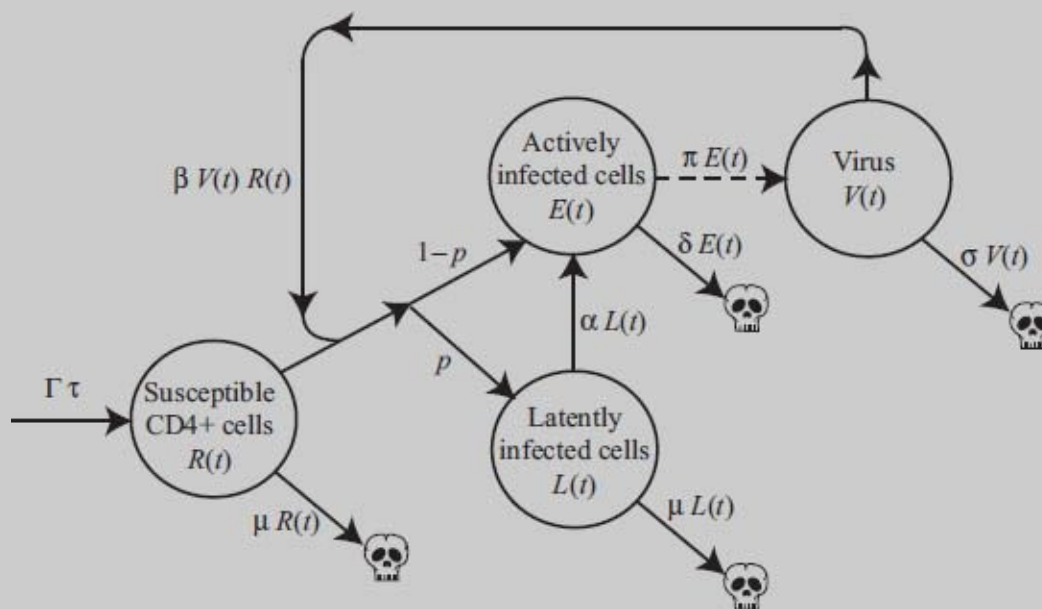 Actively
infected cells
E(t)
π E(t)
Virus
V(t)
β V(t) R(t)
1–p
δ E(t)
σ V(t)
α L(t)
p
Γ τ
Susceptible
CD4+ cells
R(t)
Latently
infected cells
L(t)
μ R(t)
μ L(t)